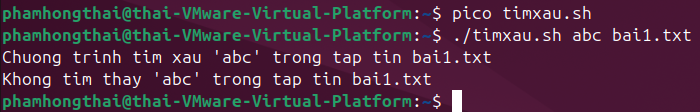 phamhongthai@thai-VMware-Virtual-Platform:~$ pico timxau.sh
phamhongthai@thai-VMware-Virtual-Platform:~$ ./timxau.sh abc bai1.txt
Chuong trinh tim xau 'abc' trong tap tin bai1.txt
Khong tim thay 'abc' trong tap tin bai1.txt
phamhongthai@thai-VMware-Virtual-Platform:~$